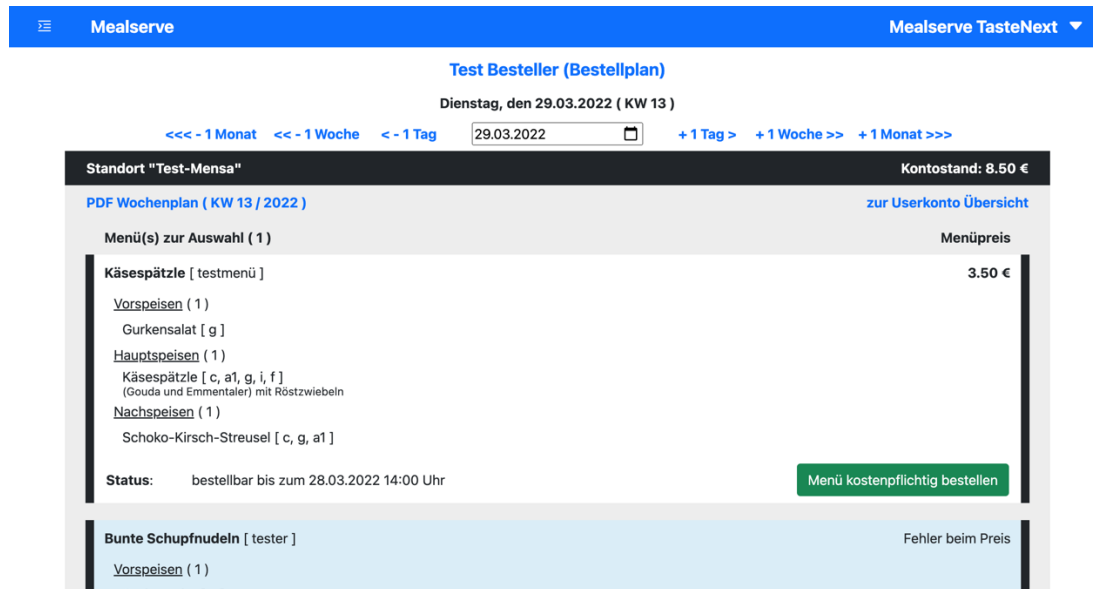 Mealserve Mealserve TasteNext
Test Besteller (Bestellplan)
Dienstag, den 29.03.2022 ( KW 13 )
<<< - 1 Monat << - 1 Woche < - 1 Tag 29.03.2022 + 1 Tag > + 1 Woche >> + 1 Monat >>>
Standort "Test-Mensa" Kontostand: 8.50 €
PDF Wochenplan ( KW 13 / 2022 ) zur Userkonto Übersicht
Menü(s) zur Auswahl ( 1 ) Menüpreis
Käsespätzle [ testmenü ] 3.50 €
Vorspeisen ( 1 )
Gurkensalat [ g ]
Hauptspeisen ( 1 )
Käsespätzle [ c, a1, g, i, f ]
(Gouda und Emmentaler) mit Röstzwiebeln
Nachspeisen ( 1 )
Schoko-Kirsch-Streusel [ c, g, a1 ]
Status: bestellbar bis zum 28.03.2022 14:00 Uhr Menü kostenpflichtig bestellen
Bunte Schupfnudeln [ tester ] Fehler beim Preis
Vorspeisen ( 1 )